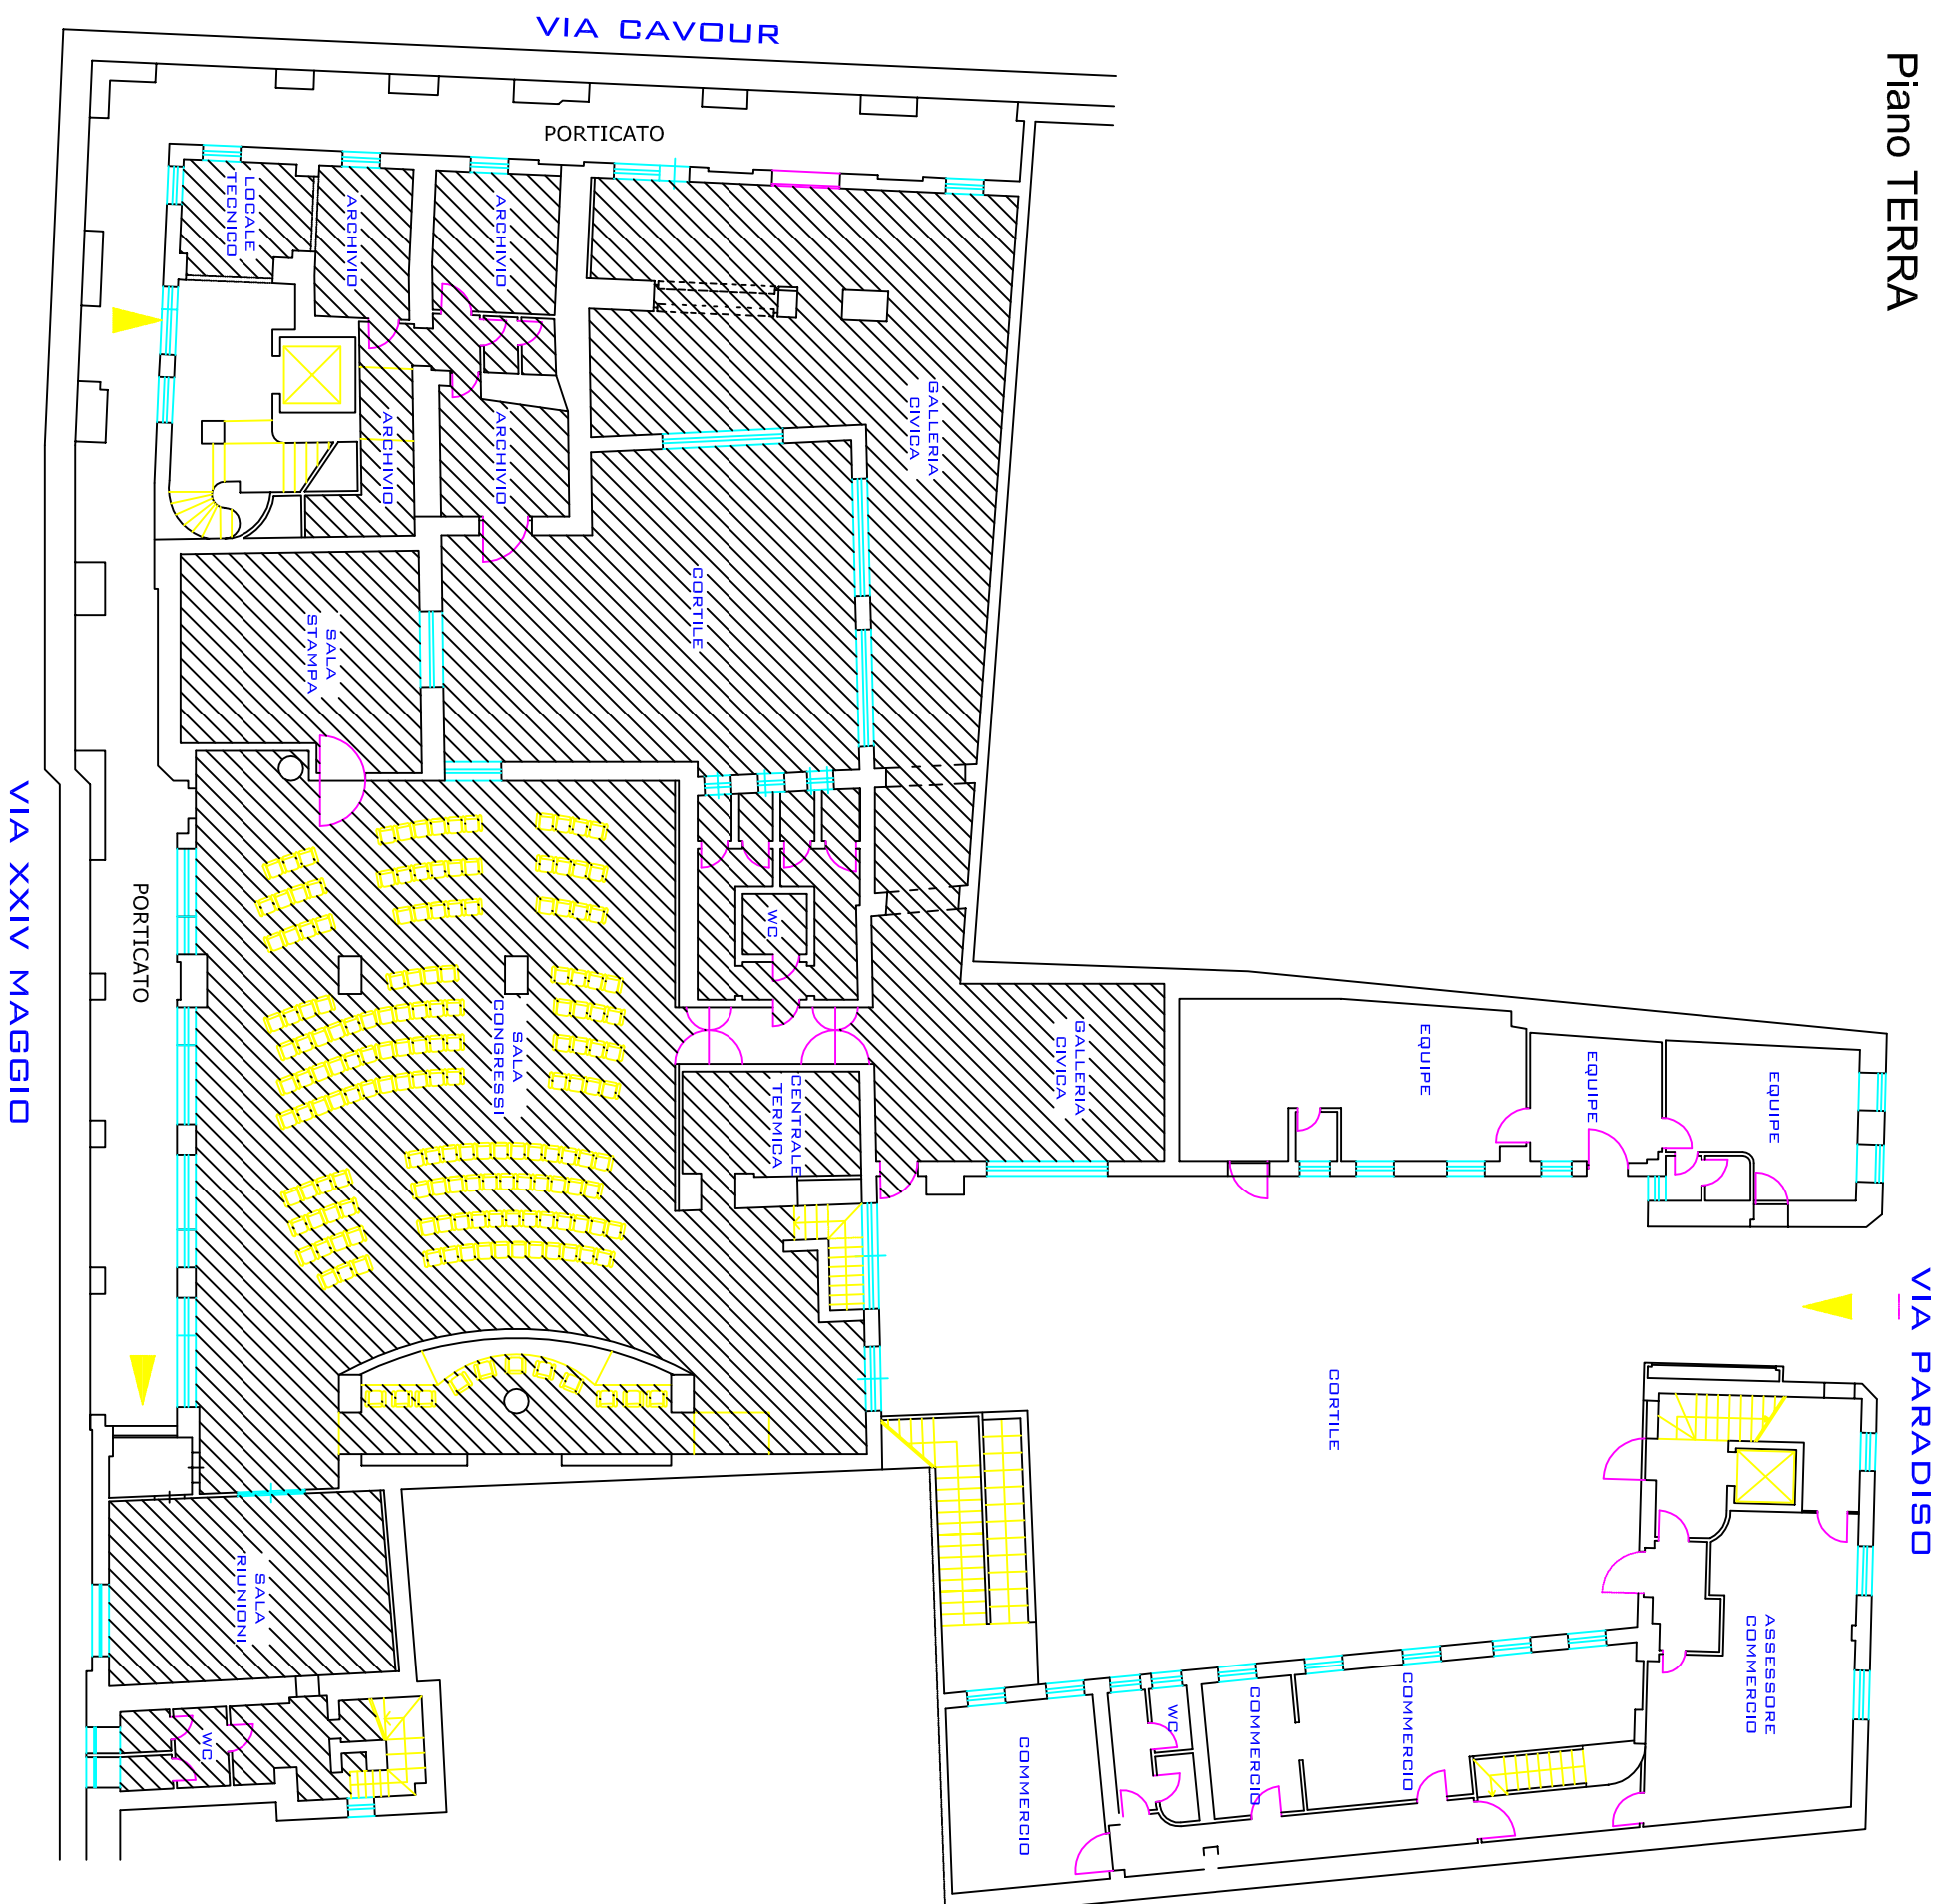 Piano TERRA
VIA CAVOUR
PORTICATO
LOCALE
TECNICO
ARCHIVIO
ARCHIVIO
GALLERIA
CIVICA
ARCHIVIO
ARCHIVIO
CORTILE
SALA
STAMPA
VIA XXIV MAGGIO
PORTICATO
WC
SALA
CONGRESSI
CENTRALE
TERMICA
GALLERIA
CIVICA
EQUIPE
EQUIPE
EQUIPE
VIA PARADISO
CORTILE
SALA
RIUNIONI
WC
ASSESSORE
COMMERCIO
COMMERCIO
COMMERCIO
WC
COMMERCIO